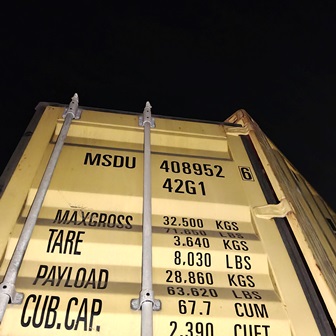 MSDU 408952 6
42G1
MAXGROSS 32.500 KGS
71.650 LBS
TARE 3.640 KGS
8.030 LBS
PAYLOAD 28.860 KGS
63.620 LBS
CUB.CAP. 67.7 CUM
2.390 CUFT